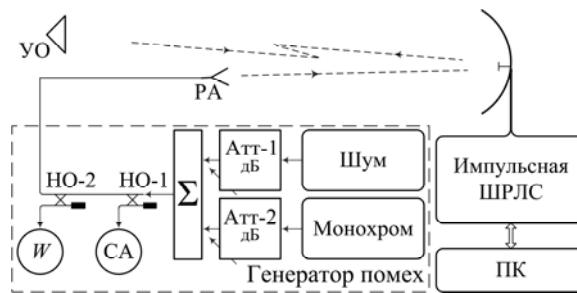 УО
РА
НО-2
НО-1
W
СА
Σ
Атт-1
дБ
Шум
Атт-2
дБ
Монохром
Генератор помех
Импульсная
ШРЛС
ПК